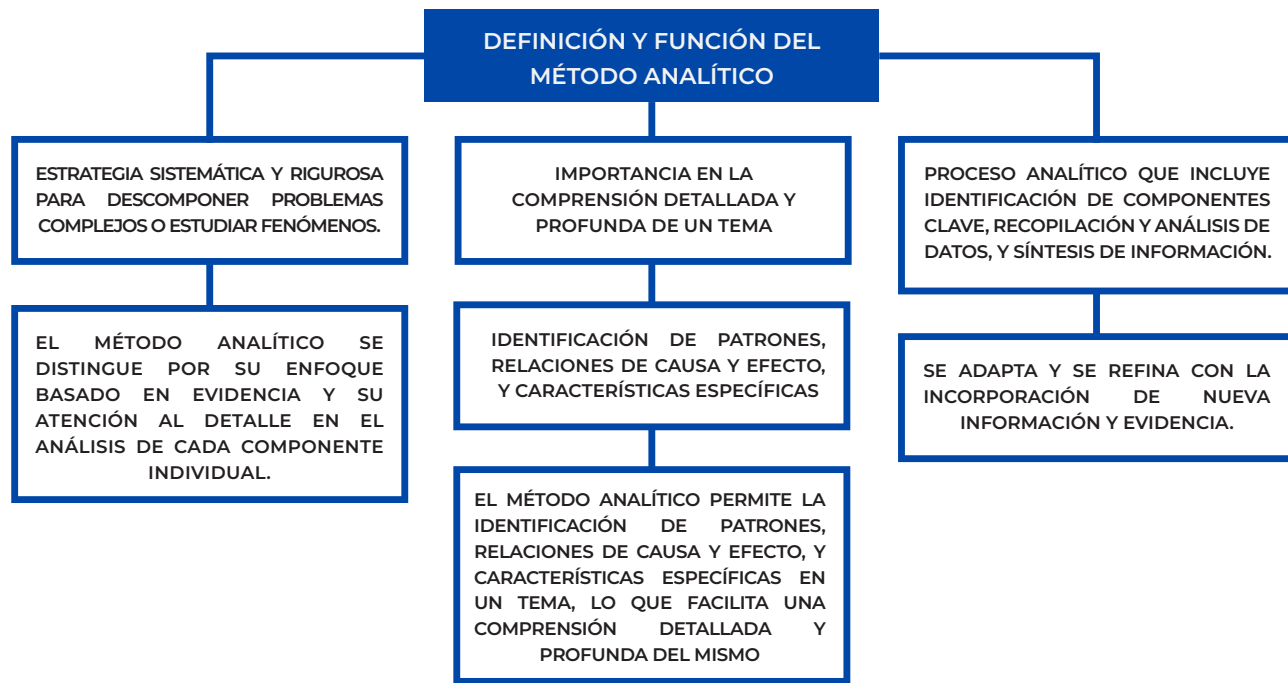 DEFINICIÓN Y FUNCIÓN DEL
MÉTODO ANALÍTICO
ESTRATEGIA SISTEMÁTICA Y RIGUROSA
PARA DESCOMPONER PROBLEMAS
COMPLEJOS O ESTUDIAR FENÓMENOS.
EL MÉTODO ANALÍTICO SE
DISTINGUE POR SU ENFOQUE
BASADO EN EVIDENCIA Y SU
ATENCIÓN AL DETALLE EN EL
ANÁLISIS DE CADA COMPONENTE
INDIVIDUAL.
IMPORTANCIA EN LA
COMPRENSIÓN DETALLADA Y
PROFUNDA DE UN TEMA
IDENTIFICACIÓN DE PATRONES,
RELACIONES DE CAUSA Y EFECTO,
Y CARACTERÍSTICAS ESPECÍFICAS
EL MÉTODO ANALÍTICO PERMITE LA
IDENTIFICACIÓN DE PATRONES,
RELACIONES DE CAUSA Y EFECTO, Y
CARACTERÍSTICAS ESPECÍFICAS EN
UN TEMA, LO QUE FACILITA UNA
COMPRENSIÓN DETALLADA Y
PROFUNDA DEL MISMO
PROCESO ANALÍTICO QUE INCLUYE
IDENTIFICACIÓN DE COMPONENTES
CLAVE, RECOPILACIÓN Y ANÁLISIS DE
DATOS, Y SÍNTESIS DE INFORMACIÓN.
SE ADAPTA Y SE REFINA CON LA
INCORPORACIÓN DE NUEVA
INFORMACIÓN Y EVIDENCIA.